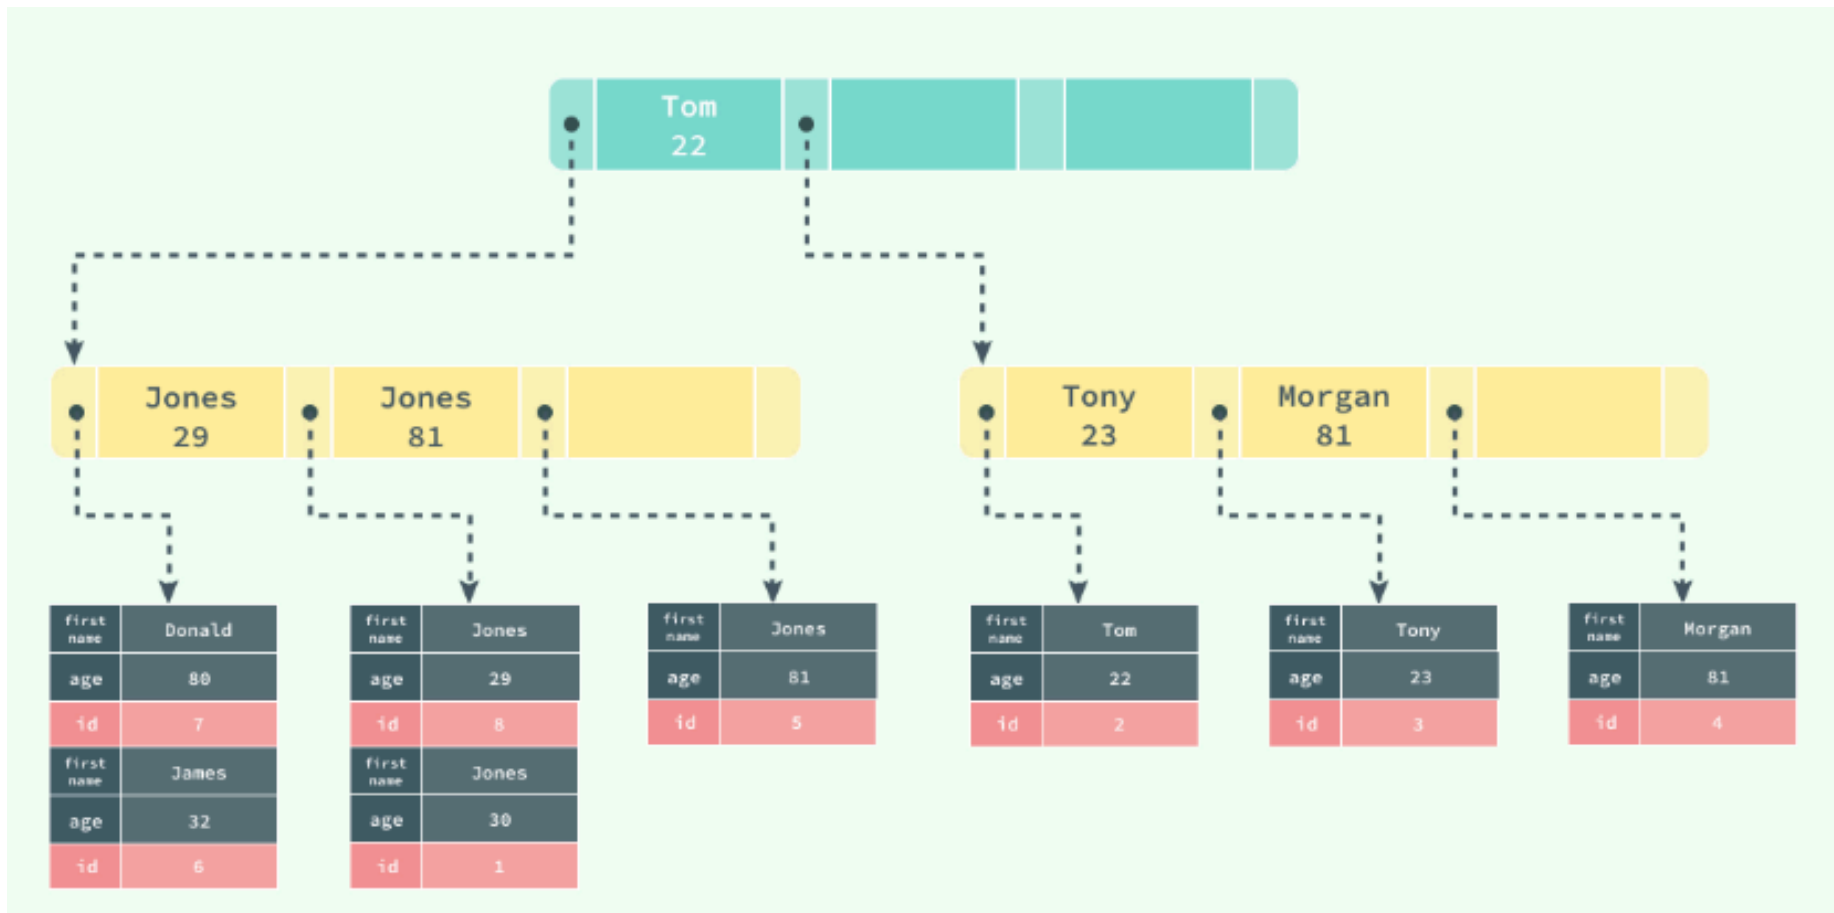 Tom
22
Jones
29
Jones
81
Tony
23
Morgan
81
first
name
Donald
age
80
id
7
first
name
James
age
32
id
6
first
name
Jones
age
29
id
8
first
name
Jones
age
30
id
1
first
name
Jones
age
81
id
5
first
name
Tom
age
22
id
2
first
name
Tony
age
23
id
3
first
name
Morgan
age
81
id
4